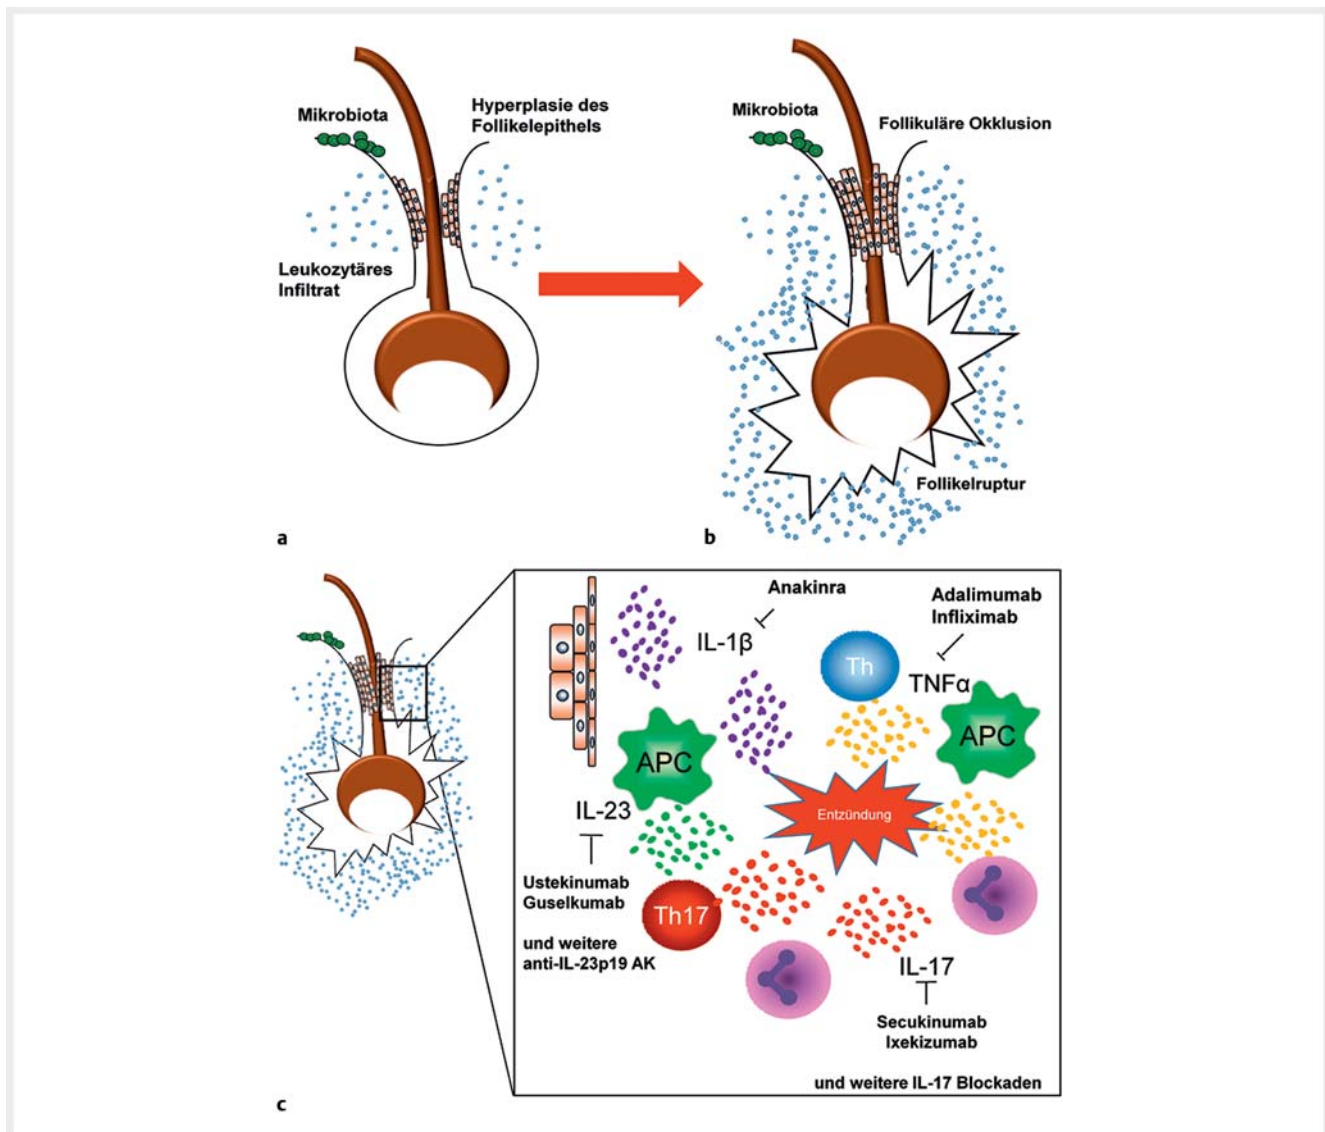 Mikrobiota
Hyperplasie des
Follikelepithels
Leukozytäres
Infiltrat
a
Mikrobiota
Follikuläre Okklusion
Follikelruptur
b
Anakinra
IL-1β
Adalimumab
Infliximab
Th
TNFα
APC
APC
IL-23
Entzündung
Ustekinumab
Guselkumab
und weitere
anti-IL-23p19 AK
Th17
IL-17
Secukinumab
Ixekizumab
und weitere IL-17 Blockaden
c